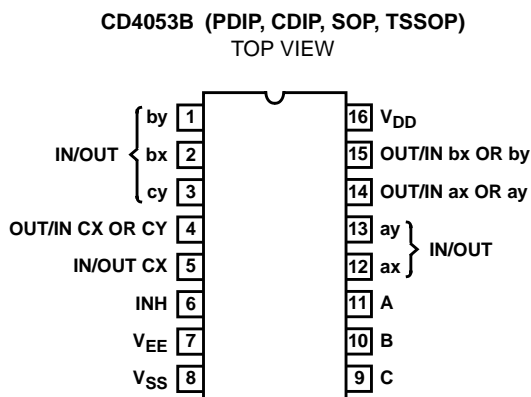 CD4053B (PDIP, CDIP, SOP, TSSOP)
TOP VIEW
by 1
bx 2
IN/OUT
cy 3
OUT/IN CX OR CY 4
IN/OUT CX 5
INH 6
VEE 7
VSS 8
16 VDD
15 OUT/IN bx OR by
14 OUT/IN ax OR ay
13 ay
IN/OUT
12 ax
11 A
10 B
9 C